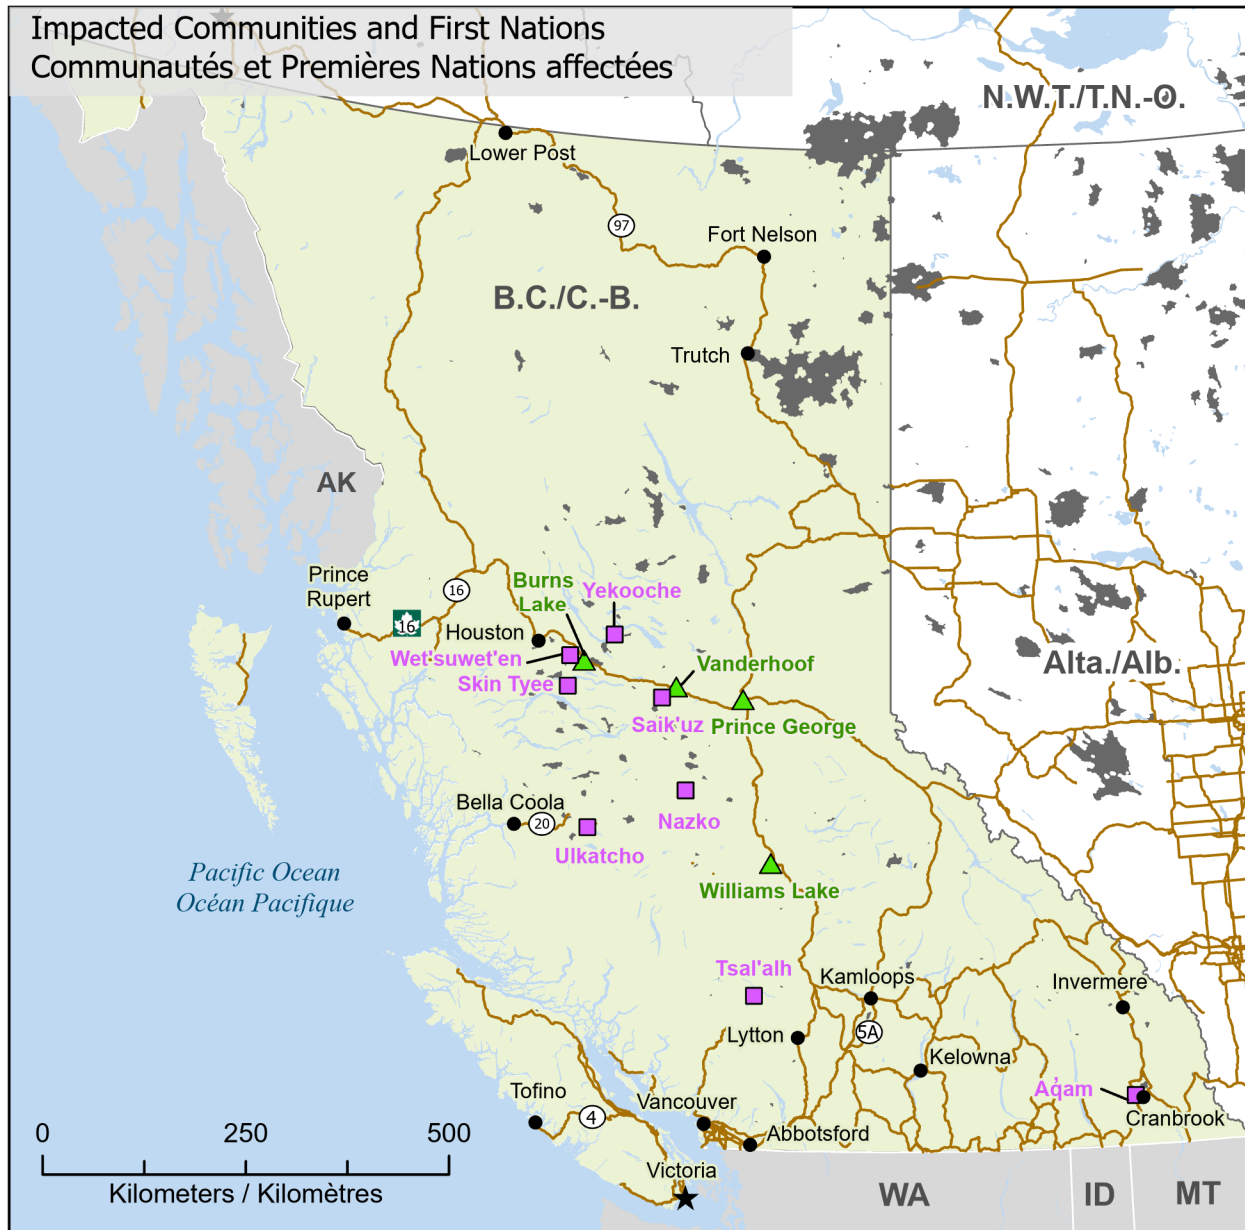 Impacted Communities and First Nations
Communautés et Premières Nations affectées
N.W.T./T.N.-O.
Lower Post
97
Fort Nelson
B.C./C.-B.
Trutch
AK
Prince
Rupert
16
16
Burns
Lake
Yekooche
Houston
Wet'suwet'en
Skin Tyee
Vanderhoof
Alta./Alb.
Saik'uz
Prince George
Bella Coola
20
Nazko
Ulkatcho
Pacific Ocean
Océan Pacifique
Williams Lake
Tsal'alh
Kamloops
Invermere
5A
Lytton
Kelowna
Aq̓am
Tofino
Vancouver
4
Cranbrook
Abbotsford
0 250 500
Kilometers / Kilomètres
Victoria
WA
ID
MT